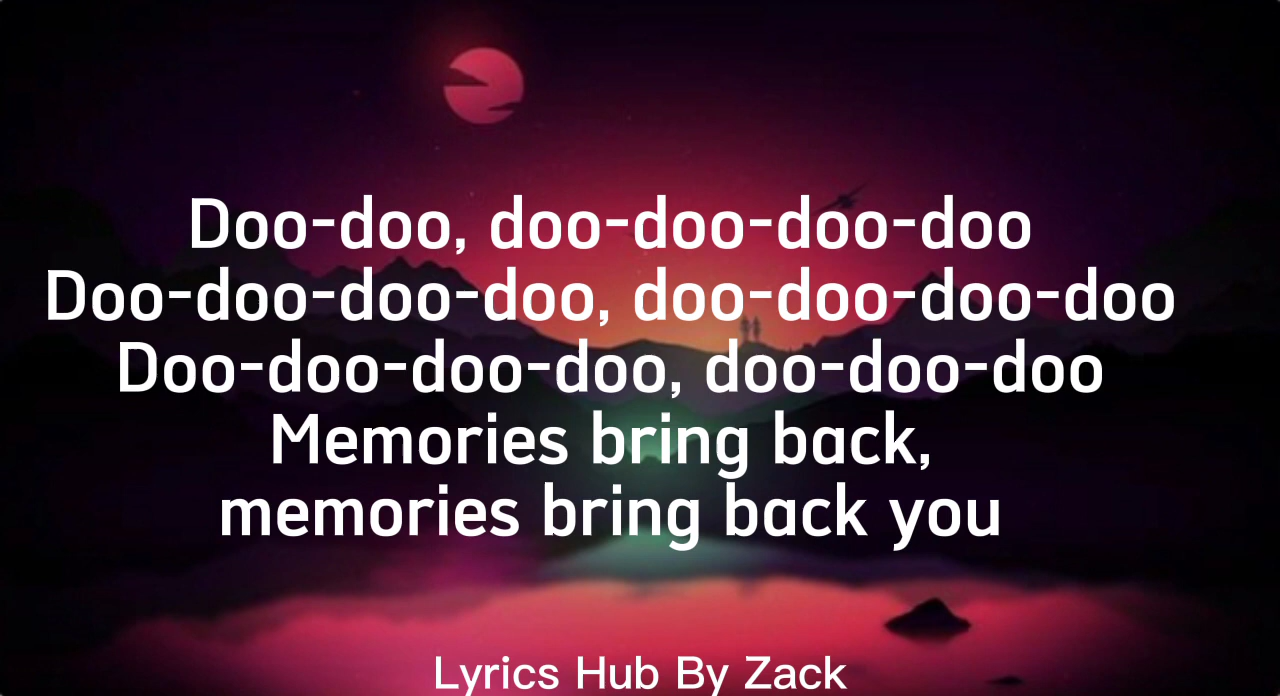 Doo-doo, doo-doo-doo-doo
Doo-doo-doo-doo, doo-doo-doo-doo
Doo-doo-doo-doo, doo-doo-doo
Memories bring back,
memories bring back you
Lyrics Hub By Zack